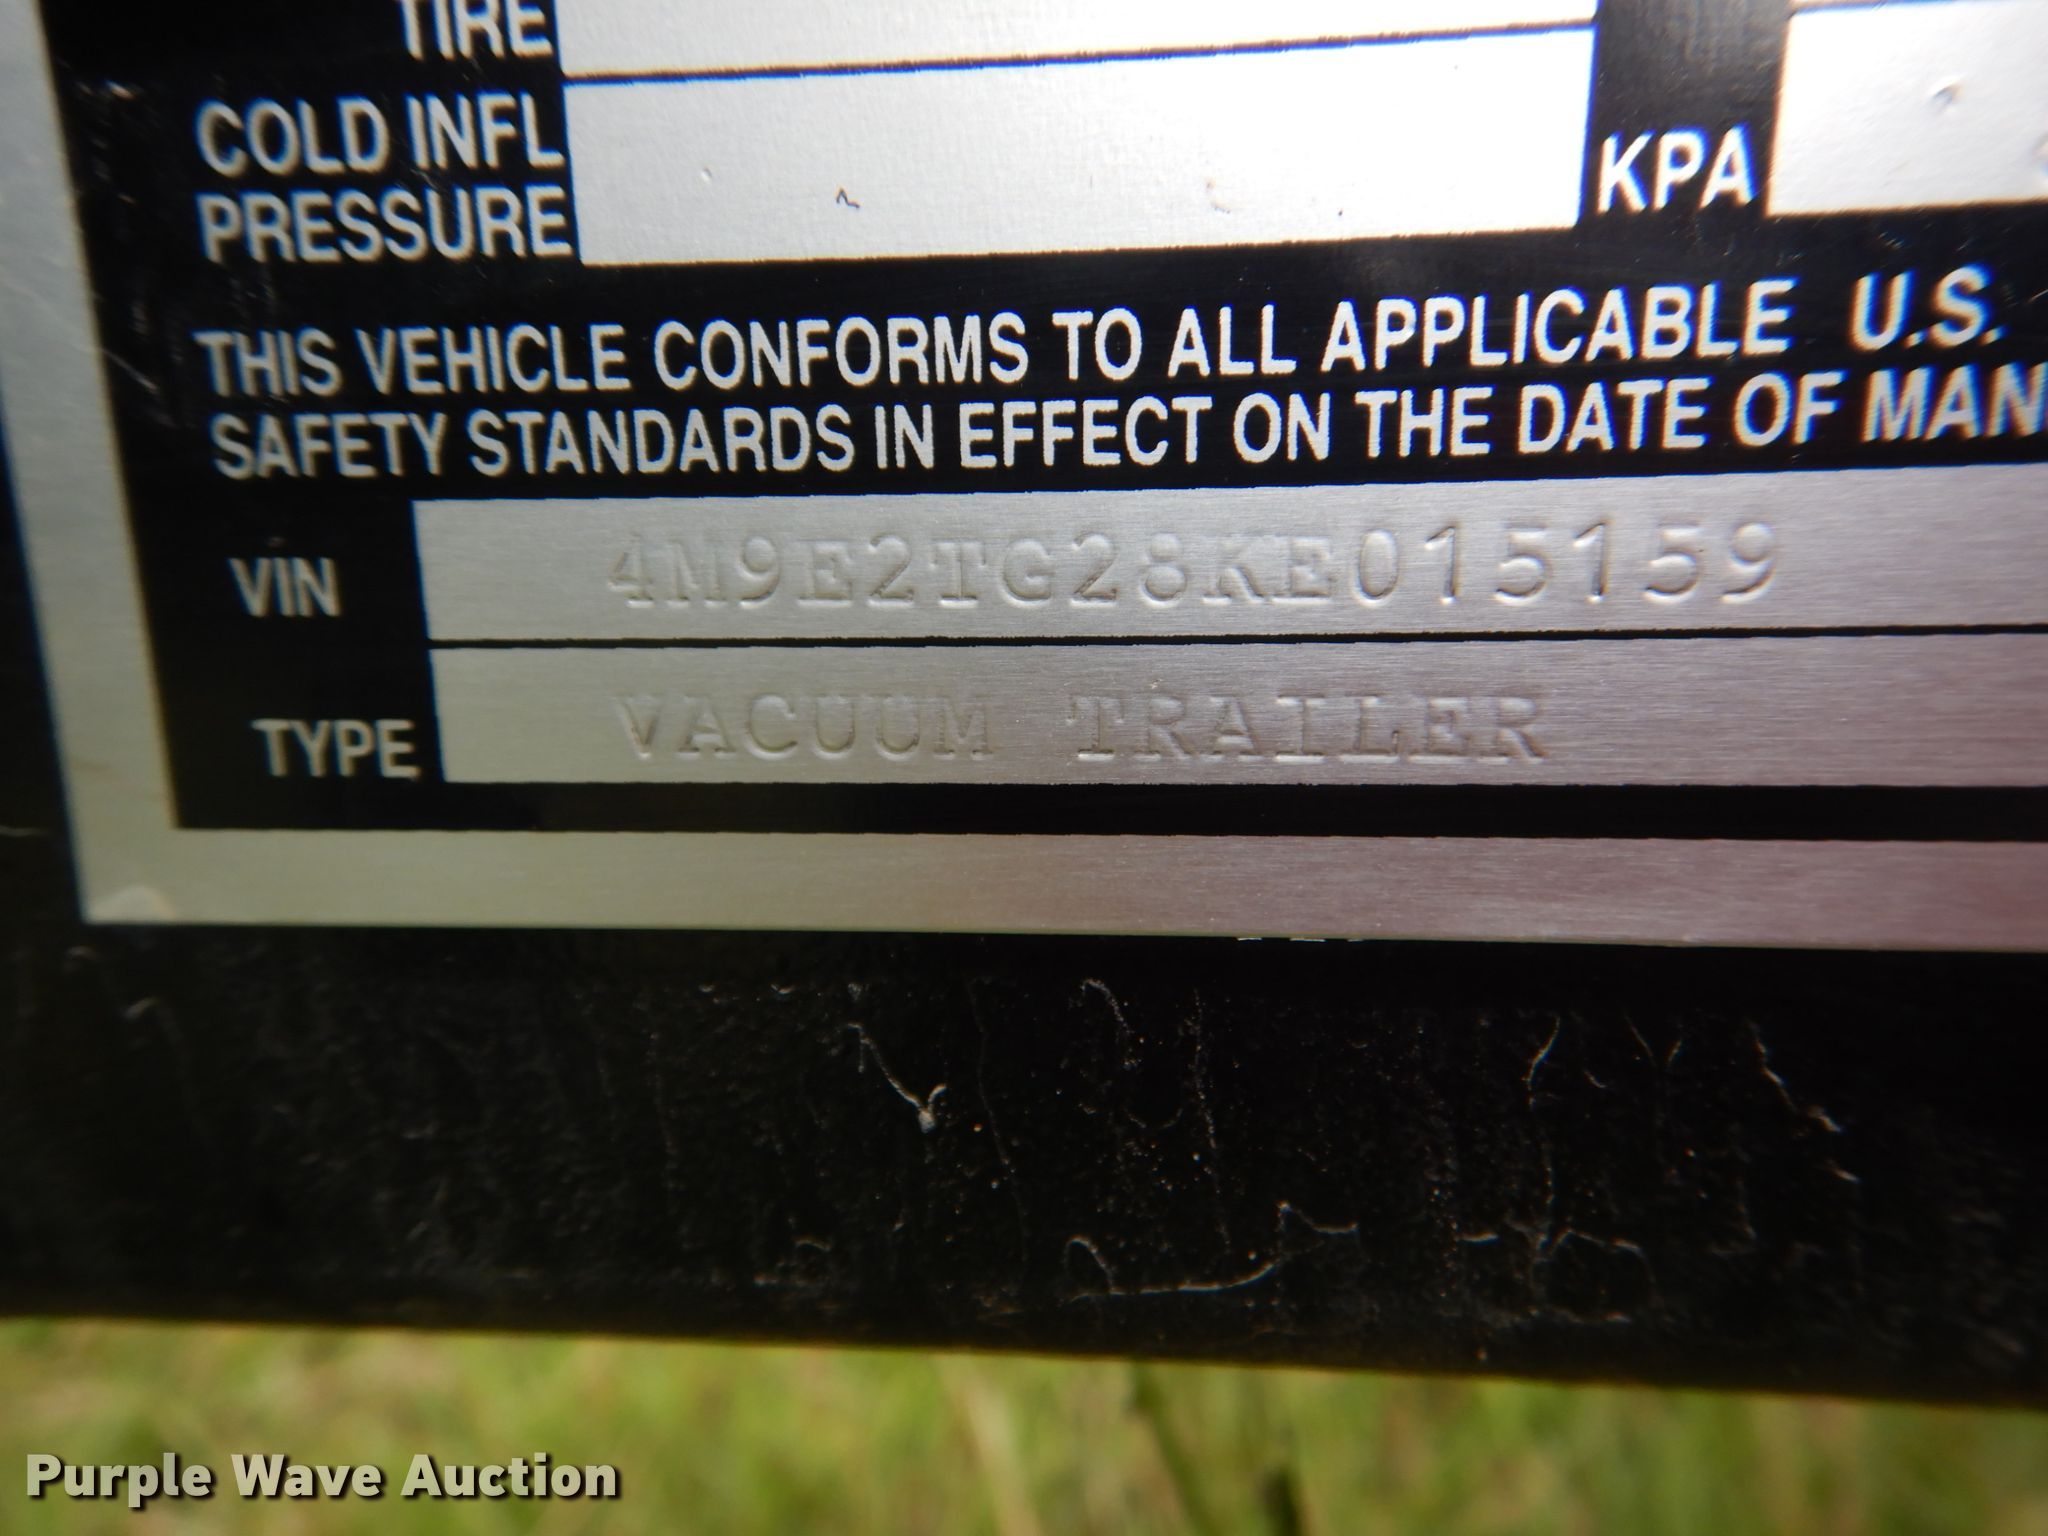 TIRE
COLD INFL
PRESSURE
KPA
THIS VEHICLE CONFORMS TO ALL APPLICABLE U.S.
SAFETY STANDARDS IN EFFECT ON THE DATE OF MAN
VIN 4M9E2TG28KE015159
TYPE VACUUM TRAILER
Purple Wave Auction